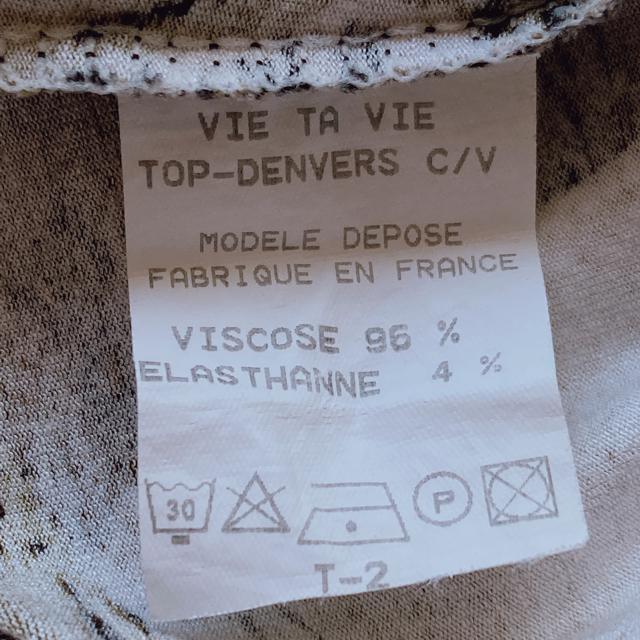 VIE TA VIE
TOP-DENVERS C/V
MODELE DEPOSE
FABRIQUE EN FRANCE
VISCOSE 96 %
ELASTHANNE 4 %
30 P
T-2